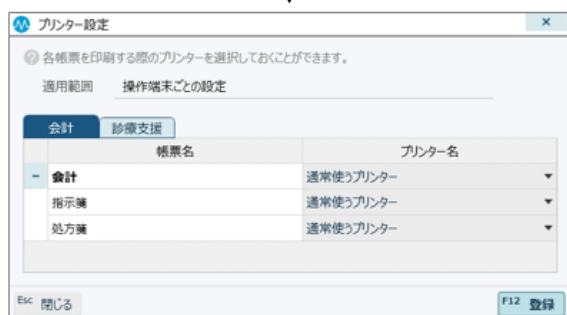 プリンター設定
各帳票を印刷する際のプリンターを選択しておくことができます。
適用範囲 操作端末ごとの設定
会計 診療支援
帳票名 プリンター名
会計 通常使うプリンター
指示箋 通常使うプリンター
処方箋 通常使うプリンター
Esc 閉じる F12 登録